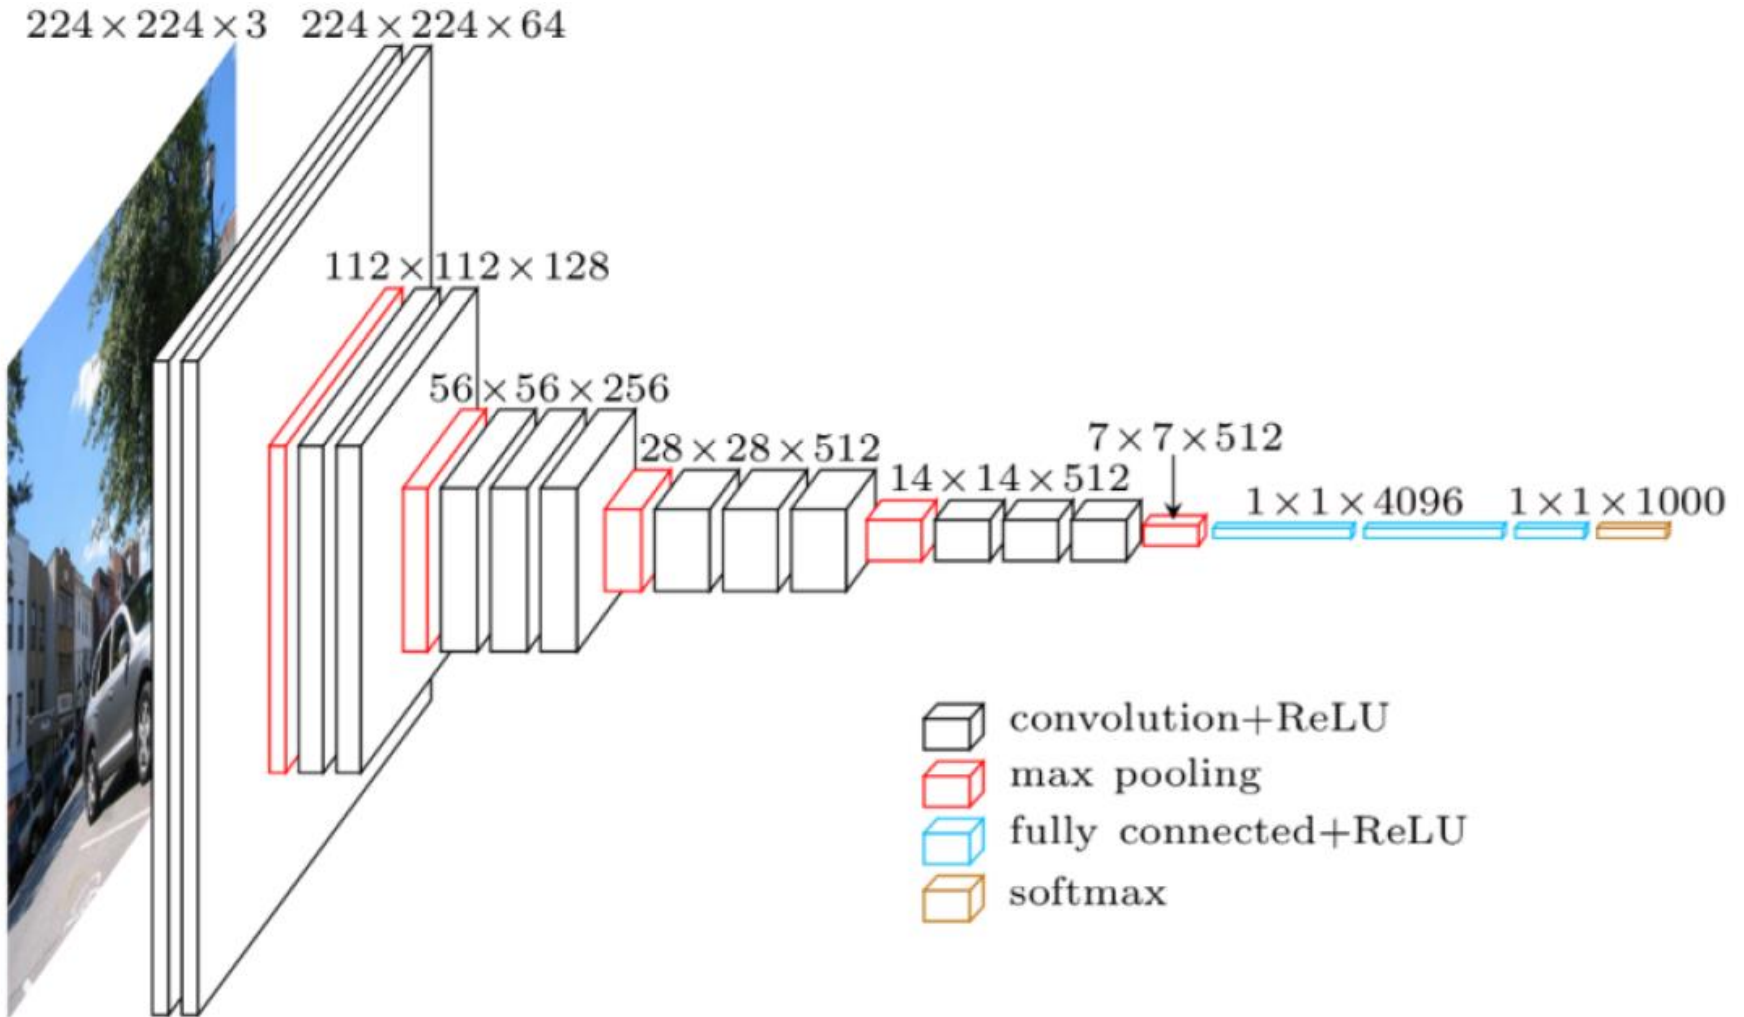 224×224×3
224×224×64
112×112×128
56×56×256
28×28×512
14×14×512
7×7×512
1×1×4096
1×1×1000
convolution+ReLU
max pooling
fully connected+ReLU
softmax